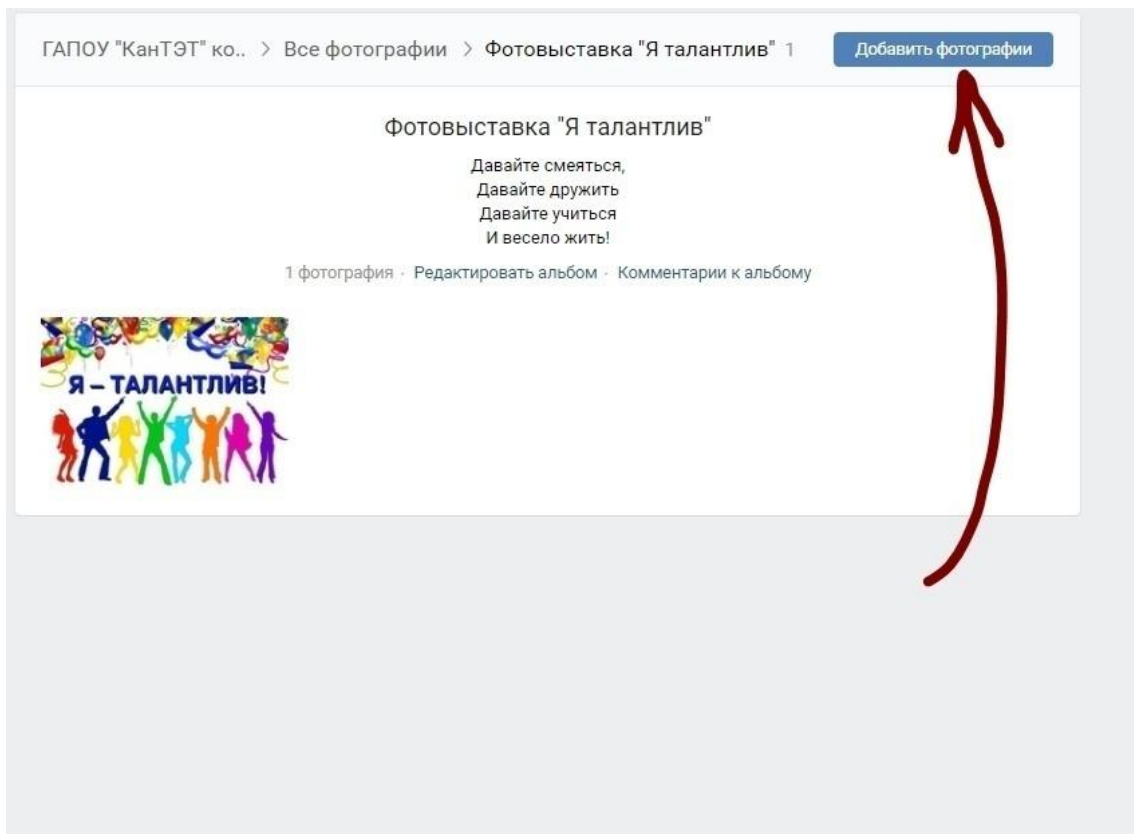 ГАПОУ "КанТЭТ" ко.. > Все фотографии > Фотовыставка "Я талантлив" 1 Добавить фотографии
Фотовыставка "Я талантлив"
Давайте смеяться,
Давайте дружить
Давайте учиться
И весело жить!
1 фотография · Редактировать альбом · Комментарии к альбому
Я – ТАЛАНТЛИВ!